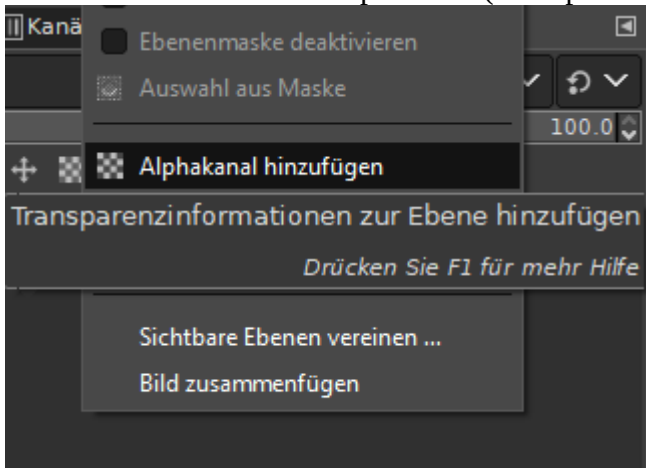 Kanä
Ebenenmaske deaktivieren
Auswahl aus Maske
100.0
Alphakanal hinzufügen
Transparenzinformationen zur Ebene hinzufügen
Drücken Sie F1 für mehr Hilfe
Sichtbare Ebenen vereinen ...
Bild zusammenfügen